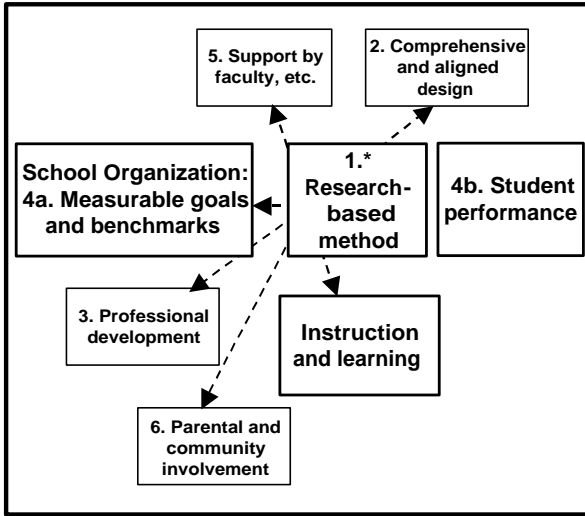 5. Support by
faculty, etc.
2. Comprehensive
and aligned
design
School Organization:
4a. Measurable goals
and benchmarks
1.*
Research-
based
method
4b. Student
performance
3. Professional
development
Instruction
and learning
6. Parental and
community
involvement